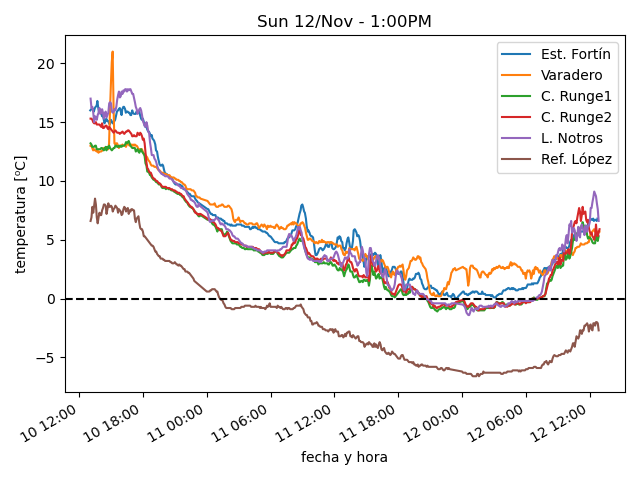 Sun 12/Nov - 1:00PM
Est. Fortín
Varadero
C. Runge1
C. Runge2
L. Notros
Ref. López
temperatura [°C]
20
15
10
5
0
−5
10 12:00
10 18:00
11 00:00
11 06:00
11 12:00
11 18:00
12 00:00
12 06:00
12 12:00
fecha y hora